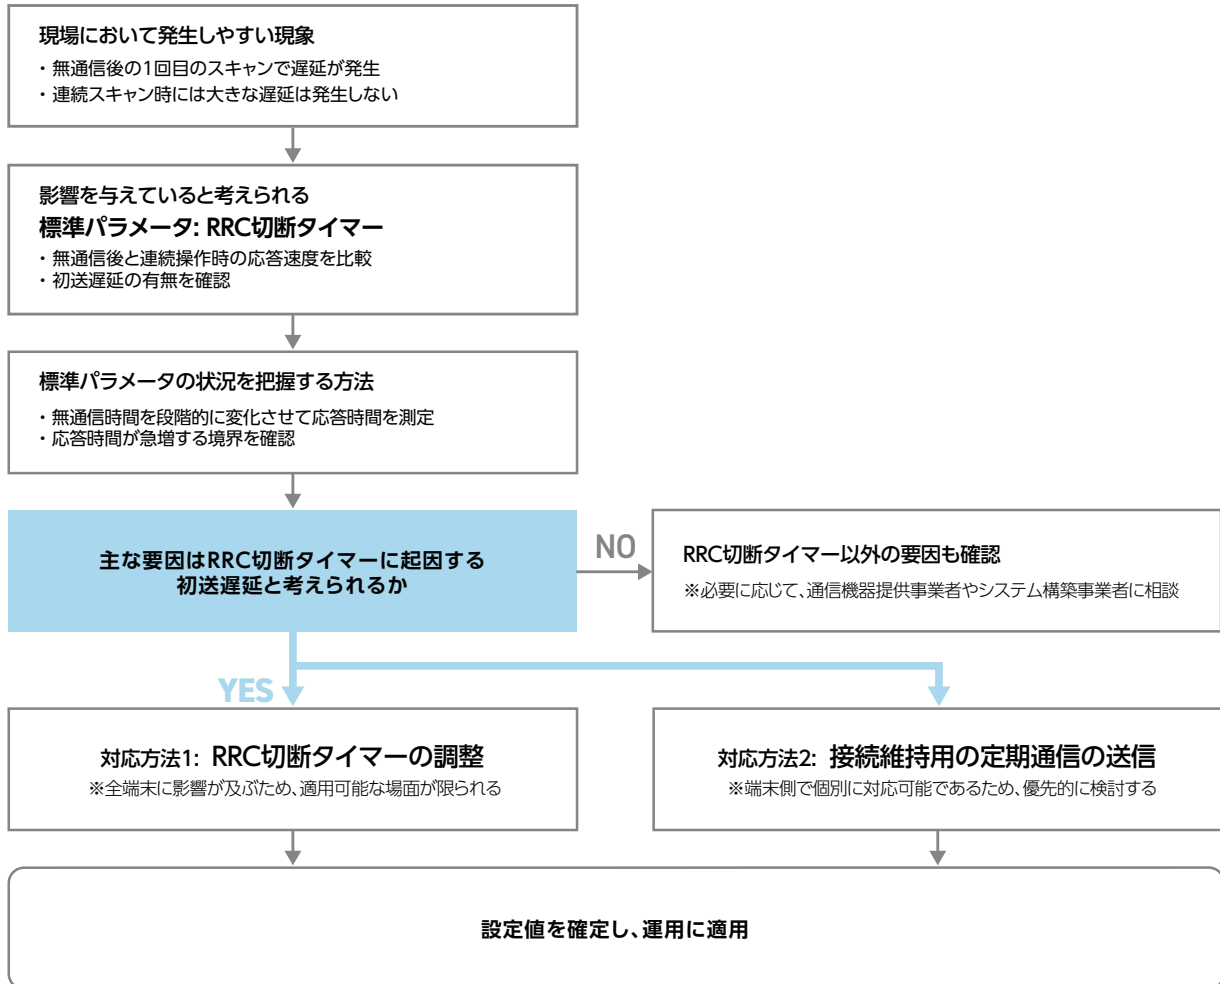 現場において発生しやすい現象
・無通信後の1回目のスキャンで遅延が発生
・連続スキャン時には大きな遅延は発生しない
影響を与えていると考えられる
標準パラメータ: RRC切断タイマー
・無通信後と連続操作時の応答速度を比較
・初送遅延の有無を確認
標準パラメータの状況を把握する方法
・無通信時間を段階的に変化させて応答時間を測定
・応答時間が急増する境界を確認
主な要因はRRC切断タイマーに起因する
初送遅延と考えられるか
NO
RRC切断タイマー以外の要因も確認
※必要に応じて、通信機器提供事業者やシステム構築事業者に相談
YES
対応方法1: RRC切断タイマーの調整
※全端末に影響が及ぶため、適用可能な場面が限られる
対応方法2: 接続維持用の定期通信の送信
※端末側で個別に対応可能であるため、優先的に検討する
設定値を確定し、運用に適用